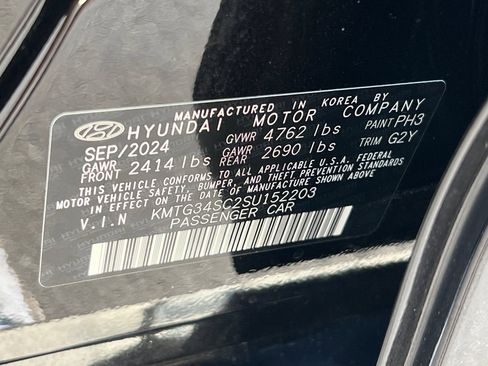 MANUFACTURED IN KOREA BY
HYUNDAI MOTOR COMPANY
SEP/2024 GVWR 4762 lbs PAINT PH3
GAWR FRONT 2414 lbs GAWR REAR 2690 lbs TRIM G2Y
THIS VEHICLE CONFORMS TO ALL APPLICABLE U.S.A. FEDERAL
MOTOR VEHICLE SAFETY, BUMPER, AND THEFT PREVENTION
STANDARDS IN EFFECT ON THE DATE OF MANUFACTURE SHOWN ABOVE
V.I.N KMTG34SC2SU152203
PASSENGER CAR